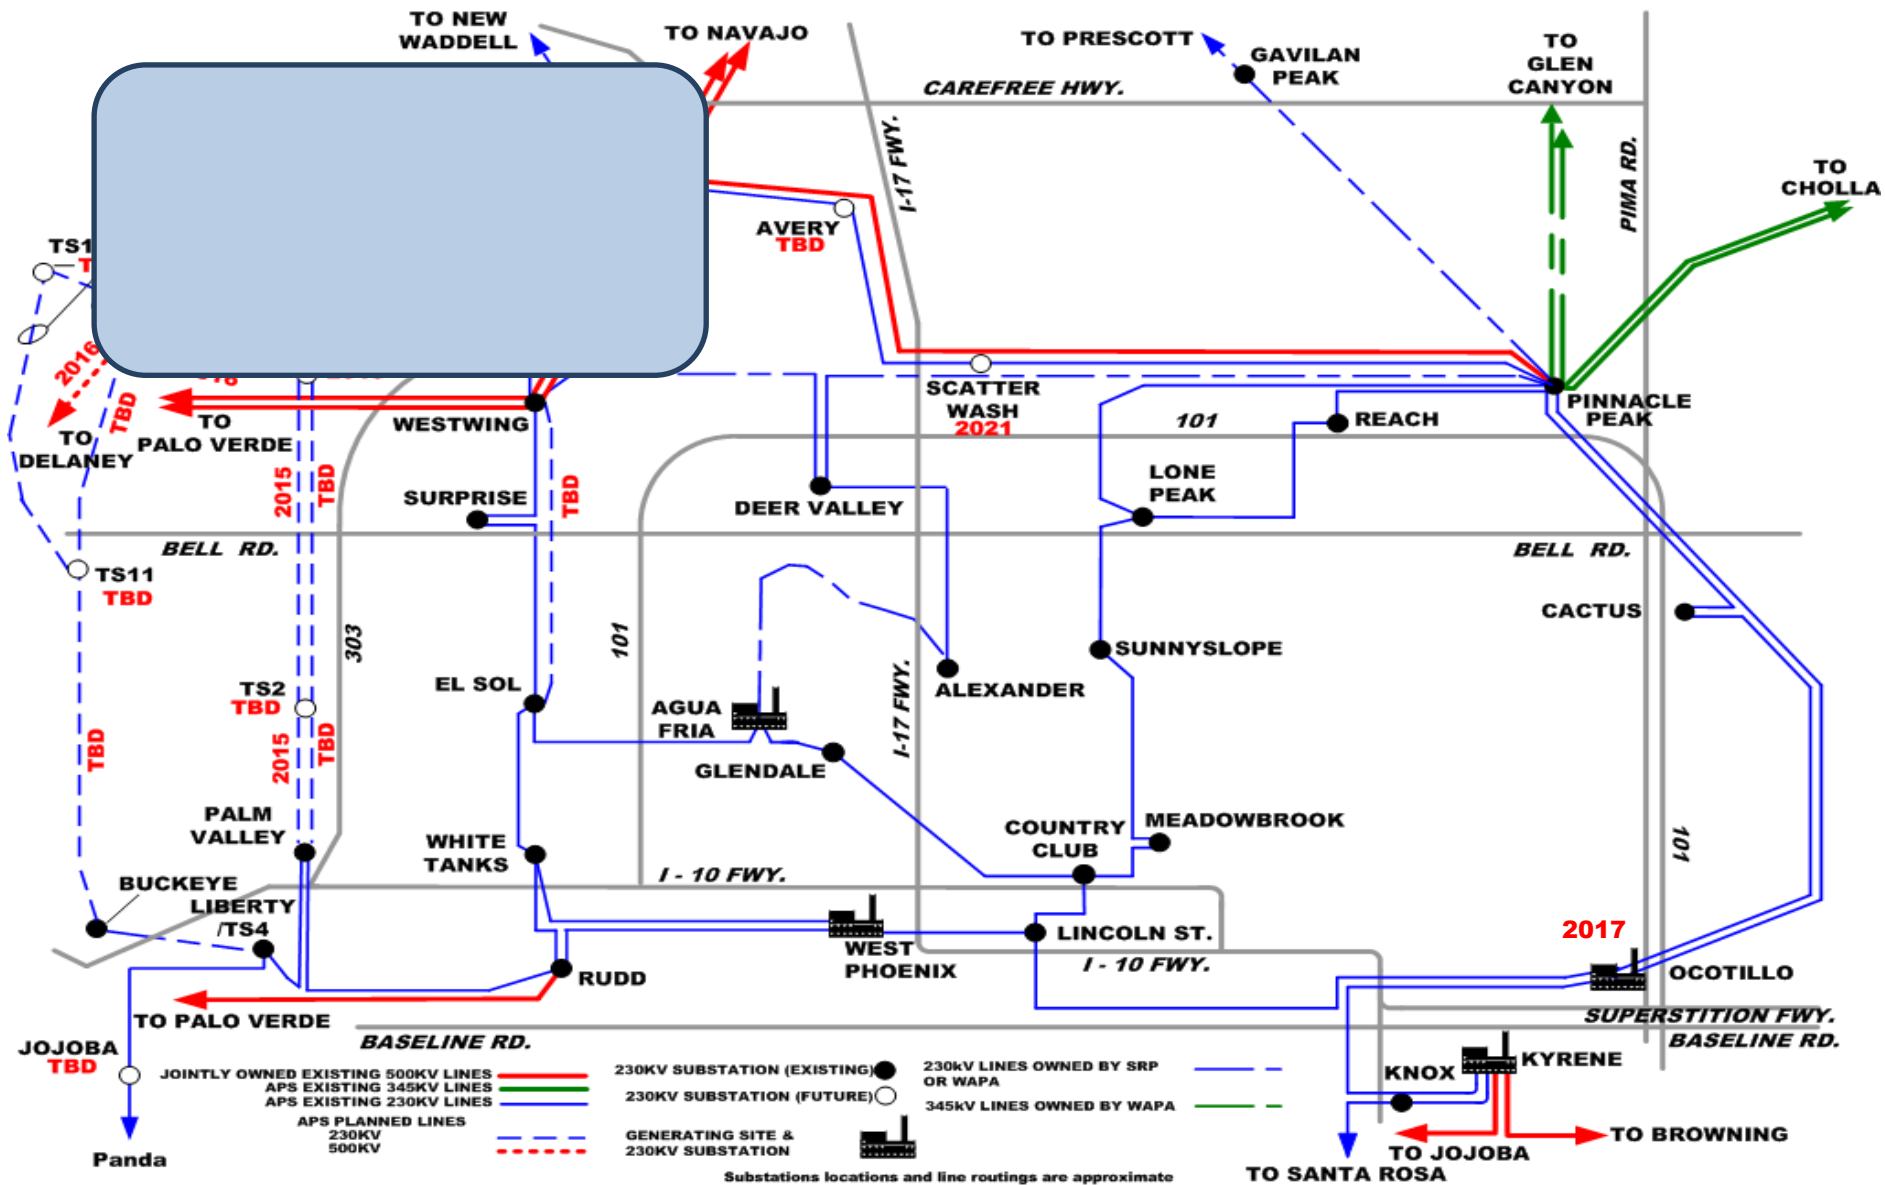 TO NEW
WADDELL
TO NAVAJO
TO PRESCOTT
GAVILAN
PEAK
TO
GLEN
CANYON
CAREFREE HWY.
I-17 FWY.
PIMA RD.
TO
CHOLLA
AVERY
TBD
TS1
2016
TBD
TO
DELANEY
TO
PALO VERDE
WESTWING
SCATTER
WASH
2021
101
REACH
PINNACLE
PEAK
LONE
PEAK
2015
TBD
SURPRISE
TBD
DEER VALLEY
BELL RD.
BELL RD.
TS11
TBD
303
101
CACTUS
SUNNYSLOPE
TS2
TBD
EL SOL
ALEXANDER
AGUA
FRIA
I-17 FWY.
TBD
2015
TBD
GLENDALE
PALM
VALLEY
WHITE
TANKS
COUNTRY
CLUB
MEADOWBROOK
101
I - 10 FWY.
BUCKEYE
LIBERTY
/TS4
2017
LINCOLN ST.
WEST
PHOENIX
I - 10 FWY.
RUDD
OCOTILLO
TO PALO VERDE
SUPERSTITION FWY.
BASELINE RD.
BASELINE RD.
JOJOBA
TBD
KYRENE
KNOX
JOINTLY OWNED EXISTING 500KV LINES
APS EXISTING 345KV LINES
APS EXISTING 230KV LINES
APS PLANNED LINES
230KV
500KV
230KV SUBSTATION (EXISTING)
230KV SUBSTATION (FUTURE)
GENERATING SITE &
230KV SUBSTATION
230kV LINES OWNED BY SRP
OR WAPA
345kV LINES OWNED BY WAPA
TO BROWNING
TO JOJOBA
TO SANTA ROSA
Panda
Substations locations and line routings are approximate